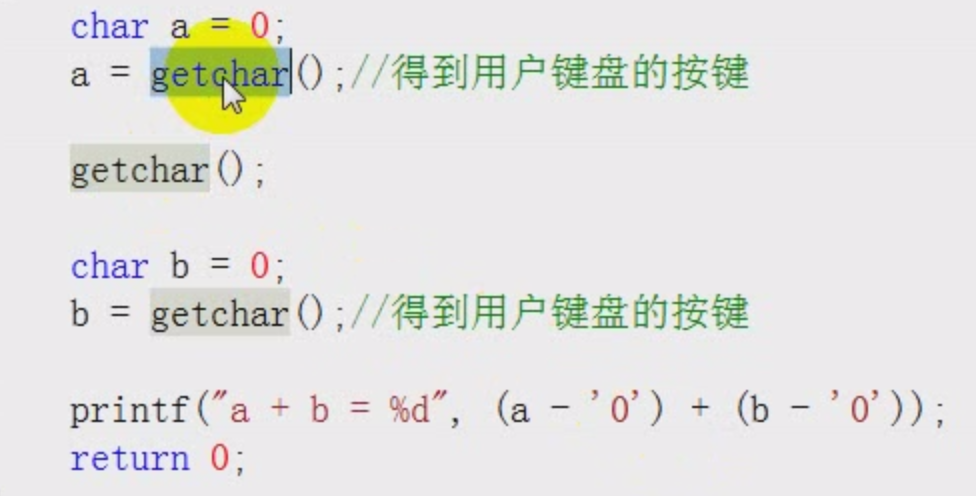 char a = 0;
a = getchar();//得到用户键盘的按键
getchar();
char b = 0;
b = getchar();//得到用户键盘的按键
printf("a + b = %d", (a - '0') + (b - '0'));
return 0;